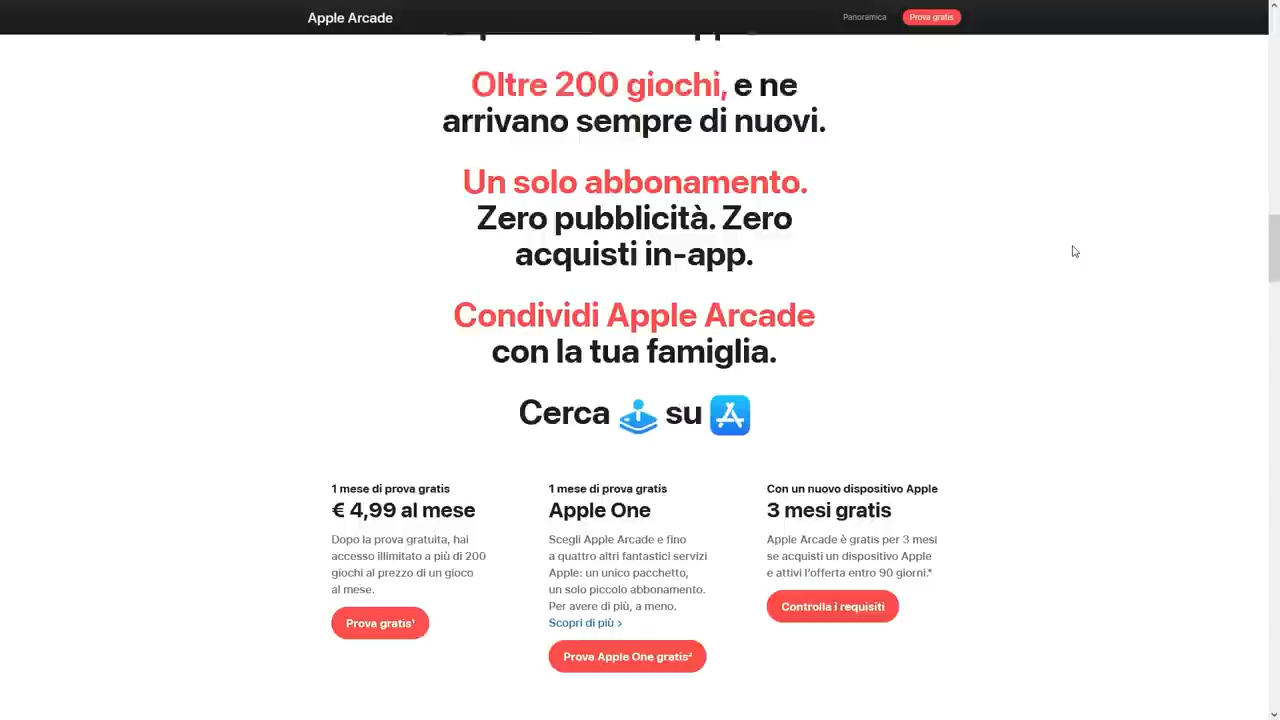 Apple Arcade
Panoramica
Prova gratis
Oltre 200 giochi, e ne
arrivano sempre di nuovi.
Un solo abbonamento.
Zero pubblicità. Zero
acquisti in-app.
Condividi Apple Arcade
con la tua famiglia.
Cerca su
1 mese di prova gratis
€ 4,99 al mese
Dopo la prova gratuita, hai
accesso illimitato a più di 200
giochi al prezzo di un gioco
al mese.
Prova gratis¹
1 mese di prova gratis
Apple One
Scegli Apple Arcade e fino
a quattro altri fantastici servizi
Apple: un unico pacchetto,
un solo piccolo abbonamento.
Per avere di più, a meno.
Scopri di più >
Prova Apple One gratis²
Con un nuovo dispositivo Apple
3 mesi gratis
Apple Arcade è gratis per 3 mesi
se acquisti un dispositivo Apple
e attivi l'offerta entro 90 giorni.*
Controlla i requisiti